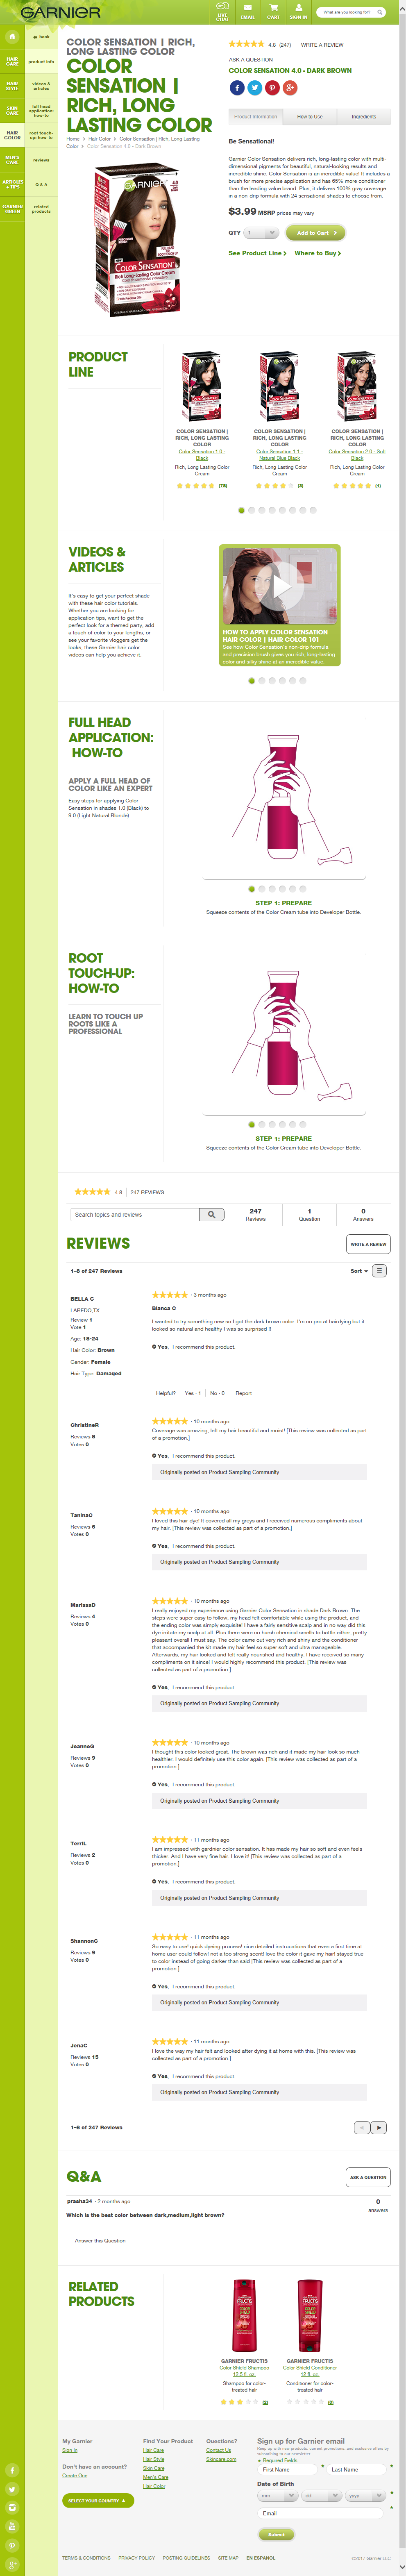 GARNIER
LIVE CHAT
EMAIL
CART
SIGN IN
What are you looking for?
back
HAIR CARE
product info
HAIR STYLE
videos & articles
SKIN CARE
full head application: how-to
HAIR COLOR
root touch-up: how-to
MEN'S CARE
reviews
ARTICLES + TIPS
Q & A
GARNIER GREEN
related products
COLOR SENSATION | RICH, LONG LASTING COLOR
COLOR SENSATION | RICH, LONG LASTING COLOR
Home > Hair Color > Color Sensation | Rich, Long Lasting
Color > Color Sensation 4.0 - Dark Brown
4.8 (247) WRITE A REVIEW
ASK A QUESTION
COLOR SENSATION 4.0 - DARK BROWN
Product Information
How to Use
Ingredients
Be Sensational!
Garnier Color Sensation delivers rich, long-lasting color with multi-
dimensional pigments for beautiful, natural-looking results and
incredible shine. Color Sensation is an incredible value! It includes a
brush for more precise application and has 65% more colorant
than the leading value brand. Plus, it delivers 100% gray coverage
in a non-drip formula with 24 sensational shades to choose from.
$3.99 MSRP prices may vary
QTY 1
Add to Cart
See Product Line
Where to Buy
PRODUCT LINE
COLOR SENSATION | RICH, LONG LASTING COLOR
Color Sensation 1.0 - Black
Rich, Long Lasting Color Cream
(78)
COLOR SENSATION | RICH, LONG LASTING COLOR
Color Sensation 1.1 - Natural Blue Black
Rich, Long Lasting Color Cream
COLOR SENSATION | RICH, LONG LASTING COLOR
Color Sensation 2.0 - Soft Black
Rich, Long Lasting Color Cream
VIDEOS & ARTICLES
It's easy to get your perfect shade
with these hair color tutorials.
Whether you are looking for
application tips, want to get the
perfect look for a themed party, add
a touch of color to your lengths, or
see your favorite vloggers get the
looks, these Garnier hair color
videos can help you achieve it.
HOW TO APPLY COLOR SENSATION
HAIR COLOR | HAIR COLOR 101
See how Color Sensation's non-drip formula
and precision brush gives you rich, long-lasting
color and silky shine at an incredible value.
FULL HEAD APPLICATION: HOW-TO
APPLY A FULL HEAD OF COLOR LIKE AN EXPERT
Easy steps for applying Color
Sensation in shades 1.0 (Black) to
9.0 (Light Natural Blonde)
STEP 1: PREPARE
Squeeze contents of the Color Cream tube into Developer Bottle.
ROOT TOUCH-UP: HOW-TO
LEARN TO TOUCH UP ROOTS LIKE A PROFESSIONAL
STEP 1: PREPARE
Squeeze contents of the Color Cream tube into Developer Bottle.
4.8 | 247 REVIEWS
Search topics and reviews
247 Reviews
1 Question
0 Answers
REVIEWS
WRITE A REVIEW
1–8 of 247 Reviews
Sort
BELLA C
LAREDO,TX
Review 1
Vote 1
Age: 18-24
Hair Color: Brown
Gender: Female
Hair Type: Damaged
· 3 months ago
Bianca C
I wanted to try something new so I got the dark brown color. I'm no pro at hairdying but it
looked so natural and healthy I was so surprised !!
Yes, I recommend this product.
Helpful? Yes · 1 No · 0 Report
ChristineR
Reviews 8
Votes 0
· 10 months ago
Coverage was amazing, left my hair beautiful and moist! [This review was collected as part
of a promotion.]
Yes, I recommend this product.
Originally posted on Product Sampling Community
TaninaC
Reviews 6
Votes 0
· 10 months ago
I loved this hair dye! It covered all my greys and I received numerous compliments about
my hair. [This review was collected as part of a promotion.]
Yes, I recommend this product.
Originally posted on Product Sampling Community
MarissaD
Reviews 4
Votes 0
· 10 months ago
I really enjoyed my experience using Garnier Color Sensation in shade Dark Brown. The
items were super easy to follow, my head felt comfortable while using the product, and
the ending color was simply exquisite! I have a fairly sensitive scalp and in no way did this
dye irritate my scalp at all. Plus the scent is extremely pleasant, unlike bitter, pretty but
pleasant overall I must say. The color came out very rich and shiny and the conditioner
that comes in the kit made my hair so super soft and oh ultra manageable.
Afterwards, my hair looked and felt really nourished and healthy. I have received so many
compliments on it! I would highly recommend this product. [This review was collected as
part of a promotion.]
Yes, I recommend this product.
Originally posted on Product Sampling Community
JeanneG
Reviews 9
Votes 0
· 10 months ago
I thought this color looked great. The brown was rich and it made my hair look so much
healthier. I would definitely use this color again. [This review was collected as part of a
promotion.]
Yes, I recommend this product.
Originally posted on Product Sampling Community
TerriL
Reviews 2
Votes 0
· 11 months ago
I am impressed with garnier color sensation. It has made my hair so soft and even feels
thicker. And I have very fine hair. I love it! [This review was collected as part of a
promotion.]
Yes, I recommend this product.
Originally posted on Product Sampling Community
ShannonC
Reviews 9
Votes 0
· 11 months ago
So easy to use! quick dyeing process! nice detailed instructions that even a first time at
home user could follow! not a too strong scent! love the color it gave my hair! stayed true
to color instead of going darker than said [This review was collected as part of a
promotion.]
Yes, I recommend this product.
Originally posted on Product Sampling Community
JenaC
Reviews 15
Votes 0
· 11 months ago
I love the way my hair felt and looked after dying it at home with this. [This review was
collected as part of a promotion.]
Yes, I recommend this product.
Originally posted on Product Sampling Community
1–8 of 247 Reviews
Q&A
ASK A QUESTION
prasha34 · 2 months ago
Which is the best color between dark,medium,light brown?
0 answers
Answer this Question
RELATED PRODUCTS
GARNIER FRUCTIS
Color Shield Shampoo 12.5 fl. oz.
Shampoo for color-treated hair
GARNIER FRUCTIS
Color Shield Conditioner 12 fl. oz.
Conditioner for color-treated hair
My Garnier
Sign In
Don't have an account?
Create One
SELECT YOUR COUNTRY
Find Your Product
Hair Care
Hair Style
Skin Care
Men's Care
Hair Color
Questions?
Contact Us
Skincare.com
Sign up for Garnier email
Keep up with new products, current promotions, and exclusive offers by
subscribing to our newsletter.
Required Fields
First Name
Last Name
Date of Birth
mm
dd
yyyy
Email
Submit
TERMS & CONDITIONS
PRIVACY POLICY
POSTING GUIDELINES
SITE MAP
EN ESPANOL
©2017 Garnier LLC